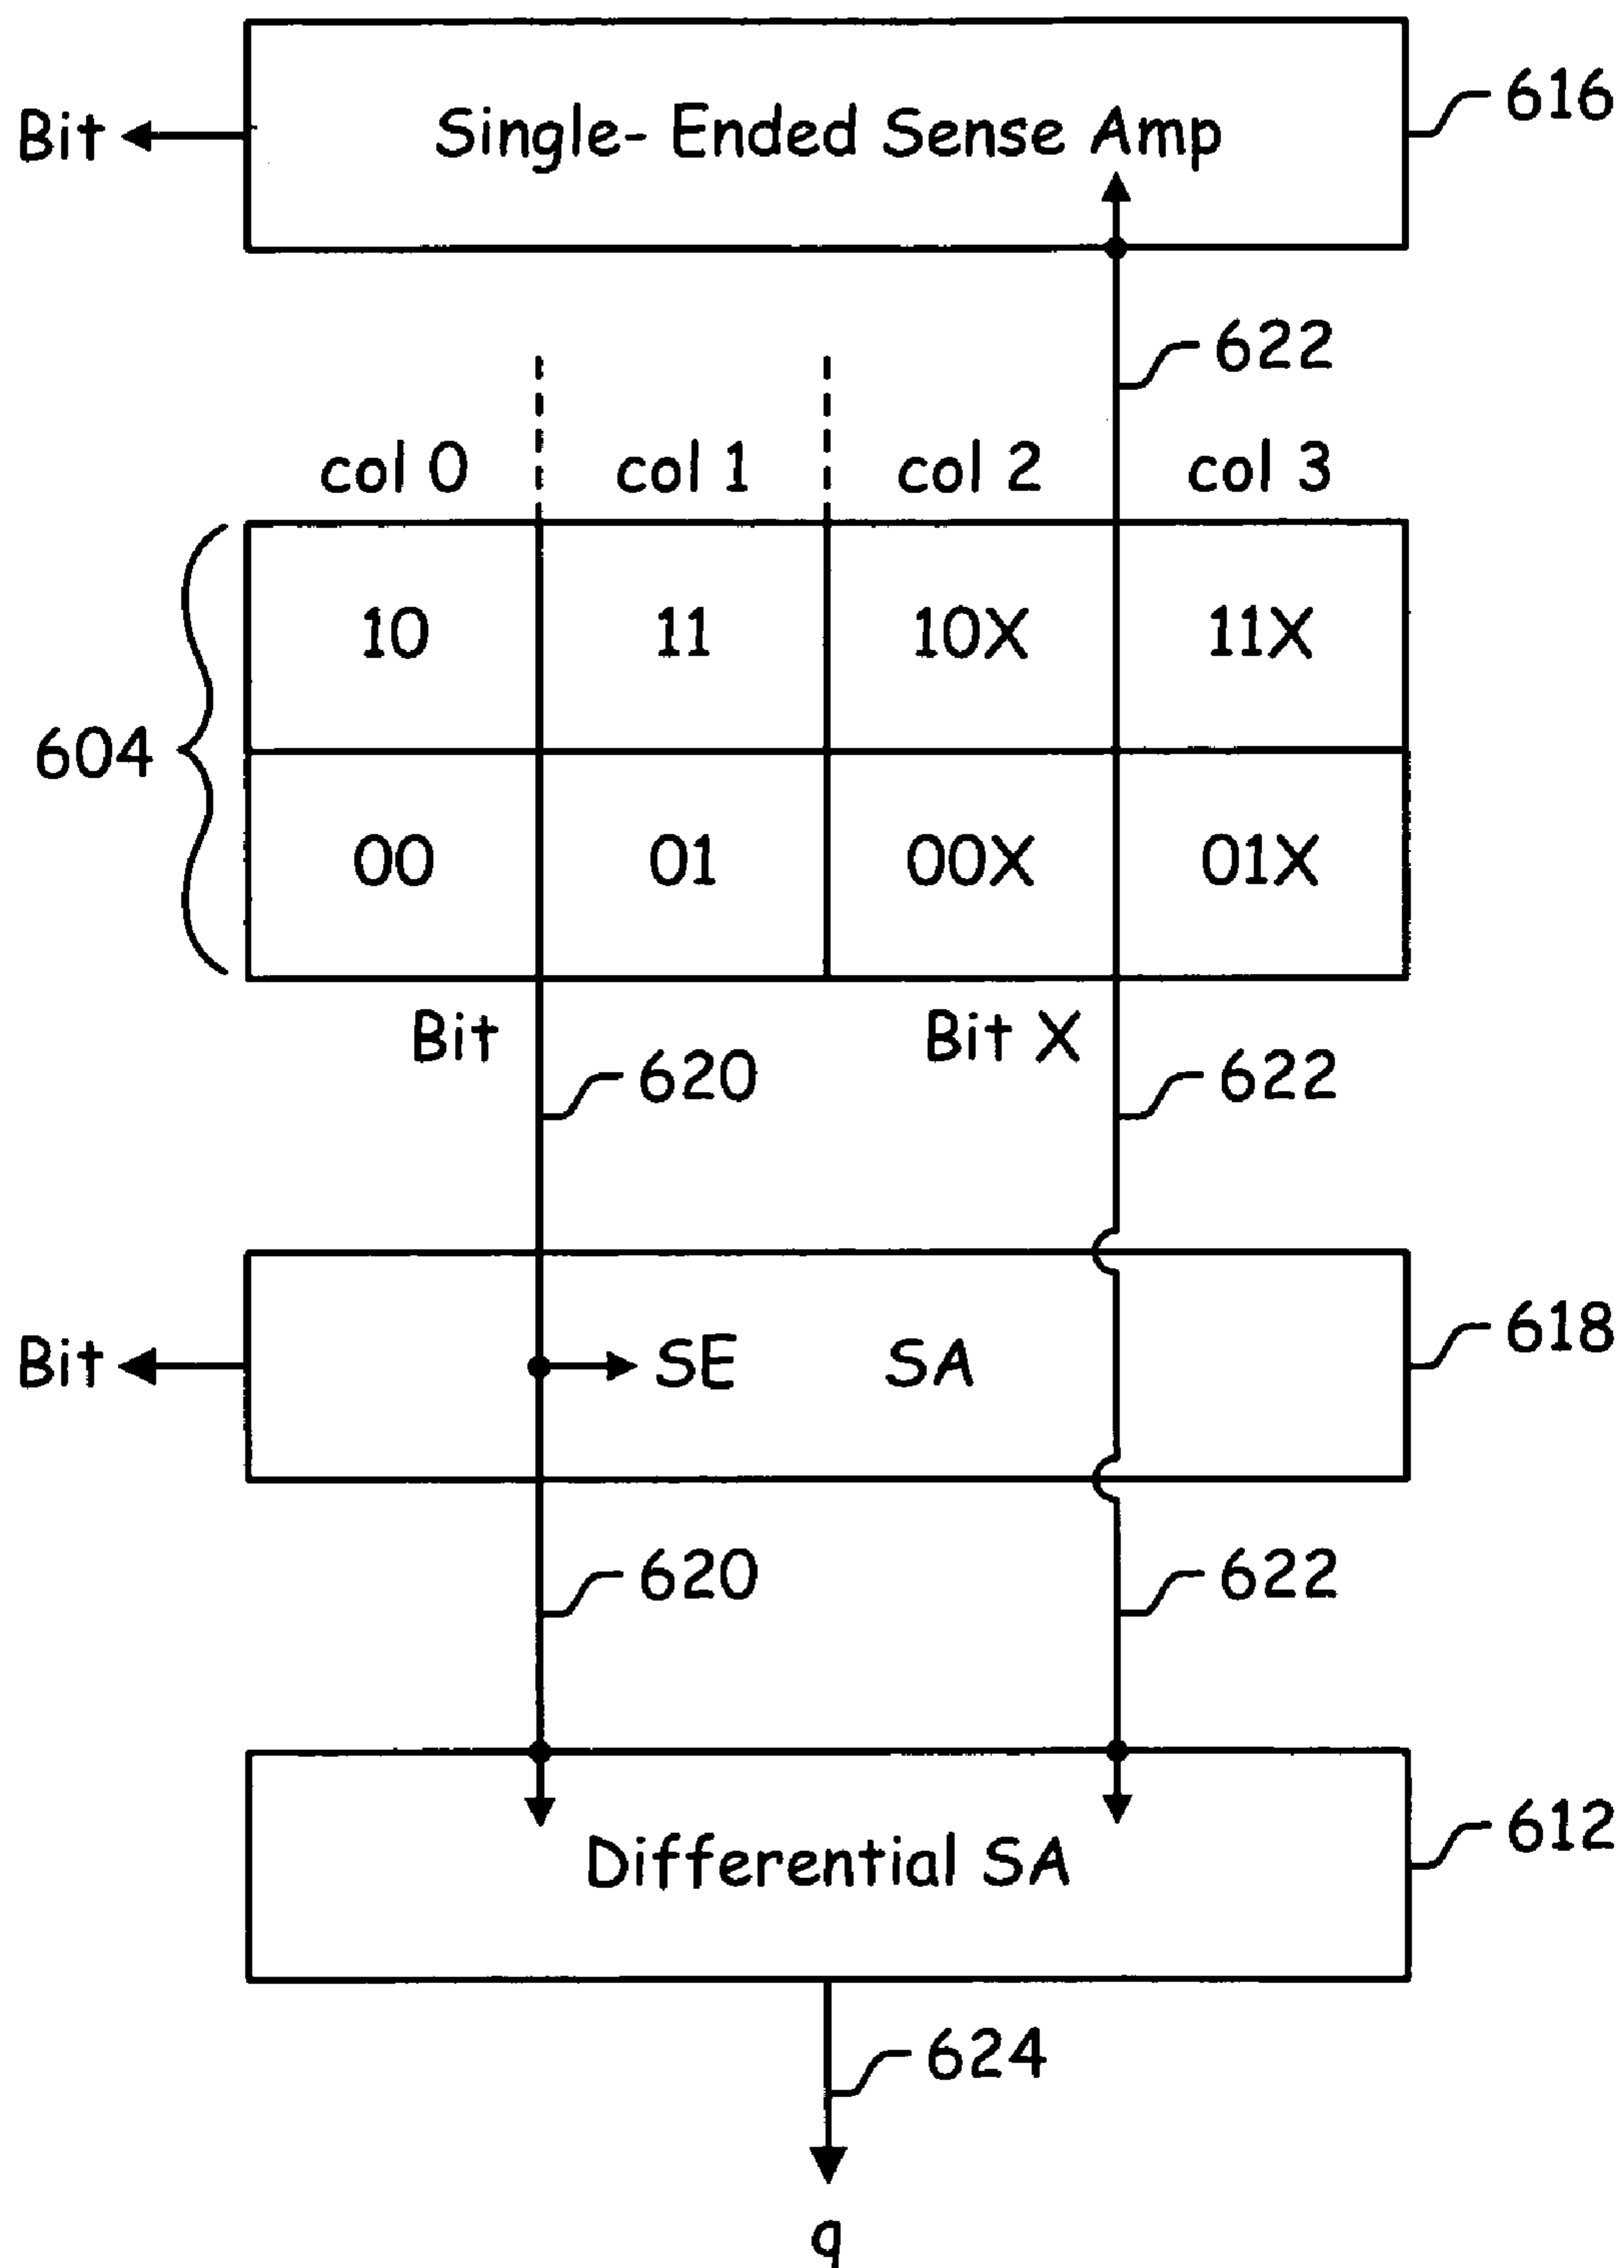 616
Bit
Single- Ended Sense Amp
622
col 0 col 1 col 2 col 3
10 11 10X 11X
604
00 01 00X 01X
Bit Bit X
620 622
618
Bit SE SA
620 622
612
Differential SA
624
q